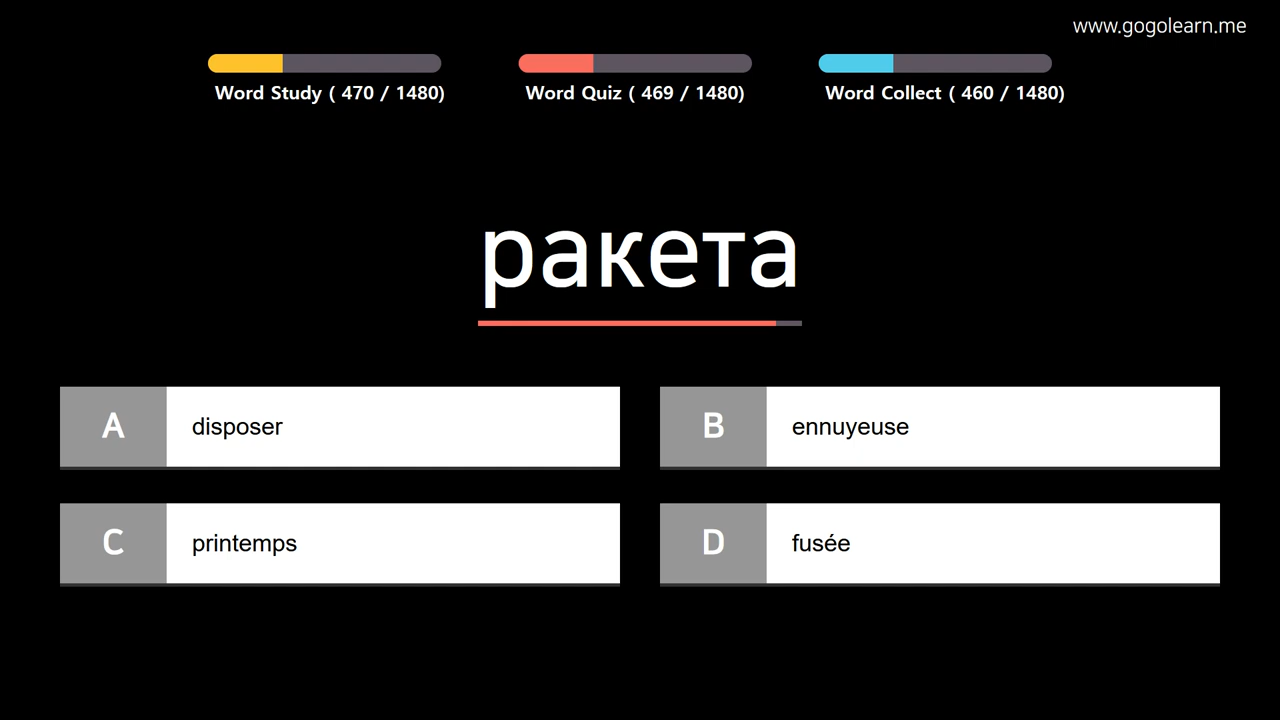 www.gogolearn.me
Word Study ( 470 / 1480)
Word Quiz ( 469 / 1480)
Word Collect ( 460 / 1480)
ракета
A disposer
B ennuyeuse
C printemps
D fusée